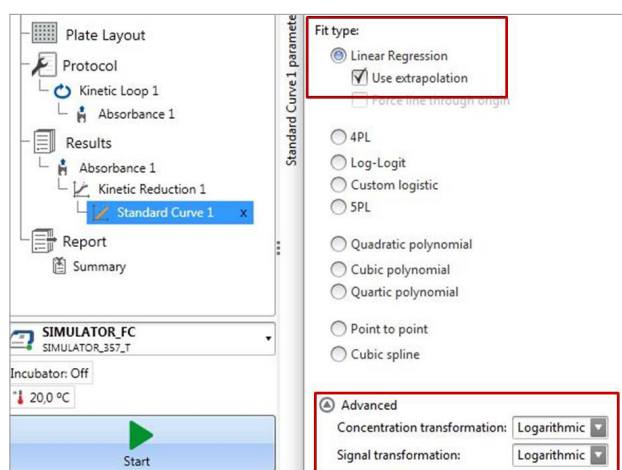 Plate Layout
Protocol
Kinetic Loop 1
Absorbance 1
Results
Absorbance 1
Kinetic Reduction 1
Standard Curve 1 x
Report
Summary
SIMULATOR_FC
SIMULATOR_357_T
Incubator: Off
20,0 ºC
Start
Standard Curve 1 paramete
Fit type:
Linear Regression
Use extrapolation
Force line through origin
4PL
Log-Logit
Custom logistic
5PL
Quadratic polynomial
Cubic polynomial
Quartic polynomial
Point to point
Cubic spline
Advanced
Concentration transformation: Logarithmic
Signal transformation: Logarithmic